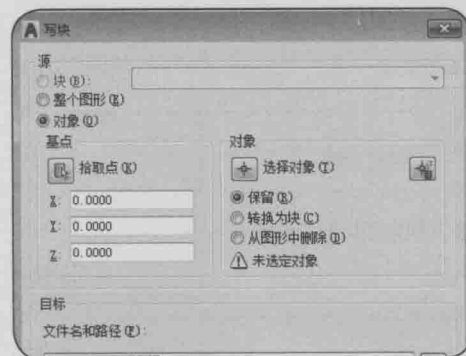 写块
源
块(B):
整个图形(E)
对象(O)
基点
拾取点(K)
X: 0.0000
Y: 0.0000
Z: 0.0000
对象
选择对象(T)
保留(R)
转换为块(C)
从图形中删除(D)
未选定对象
目标
文件名和路径(F):